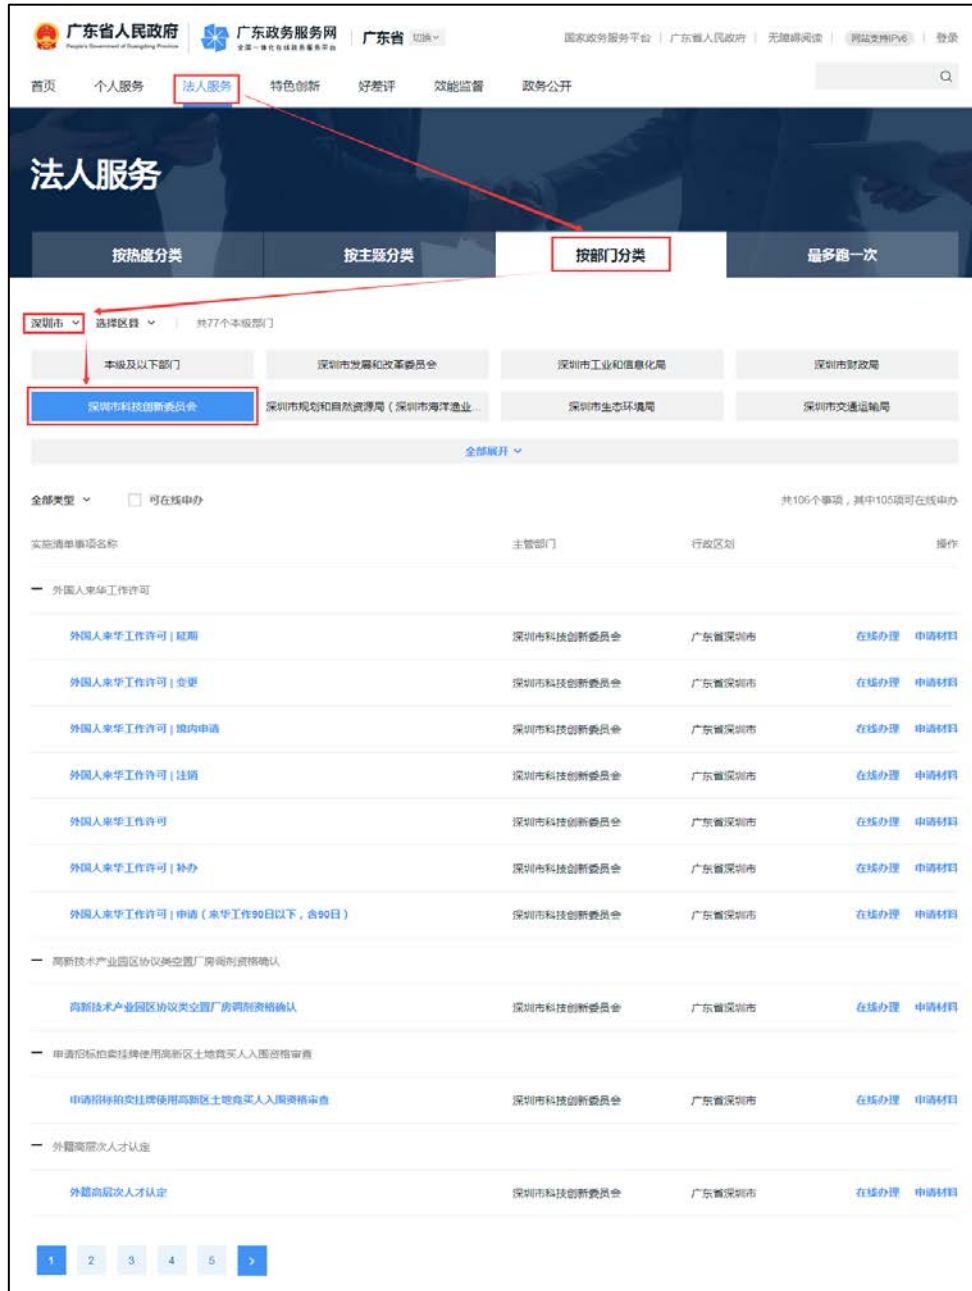 广东省人民政府 广东政务服务网 广东省 切换 国家政务服务平台 广东省人民政府 无障碍阅读 网站支持IPv6 登录
People's Government of Guangdong Province 全国一体化在线政务服务平台
首页 个人服务 法人服务 特色创新 好差评 效能监督 政务公开
法人服务
按热度分类 按主题分类 按部门分类 最多跑一次
深圳市 选择区县 共77个本级部门
本级及以下部门 深圳市发展和改革委员会 深圳市工业和信息化局 深圳市财政局
深圳市科技创新委员会 深圳市规划和自然资源局（深圳市海洋渔业... 深圳市生态环境局 深圳市交通运输局
全部展开
全部类型 可在线申办 共106个事项，其中105项可在线申办
实施清单事项名称 主管部门 行政区划 操作
外国人来华工作许可
外国人来华工作许可 | 延期 深圳市科技创新委员会 广东省深圳市 在线办理 申请材料
外国人来华工作许可 | 变更 深圳市科技创新委员会 广东省深圳市 在线办理 申请材料
外国人来华工作许可 | 境内申请 深圳市科技创新委员会 广东省深圳市 在线办理 申请材料
外国人来华工作许可 | 注销 深圳市科技创新委员会 广东省深圳市 在线办理 申请材料
外国人来华工作许可 深圳市科技创新委员会 广东省深圳市 在线办理 申请材料
外国人来华工作许可 | 补办 深圳市科技创新委员会 广东省深圳市 在线办理 申请材料
外国人来华工作许可 | 申请（来华工作90日以下，含90日） 深圳市科技创新委员会 广东省深圳市 在线办理 申请材料
高新技术产业园区协议类空置厂房调剂资格确认
高新技术产业园区协议类空置厂房调剂资格确认 深圳市科技创新委员会 广东省深圳市 在线办理 申请材料
申请招标拍卖挂牌使用高新区土地竞买人入围资格审查
申请招标拍卖挂牌使用高新区土地竞买人入围资格审查 深圳市科技创新委员会 广东省深圳市 在线办理 申请材料
外籍高层次人才认定
外籍高层次人才认定 深圳市科技创新委员会 广东省深圳市 在线办理 申请材料
1 2 3 4 5 >